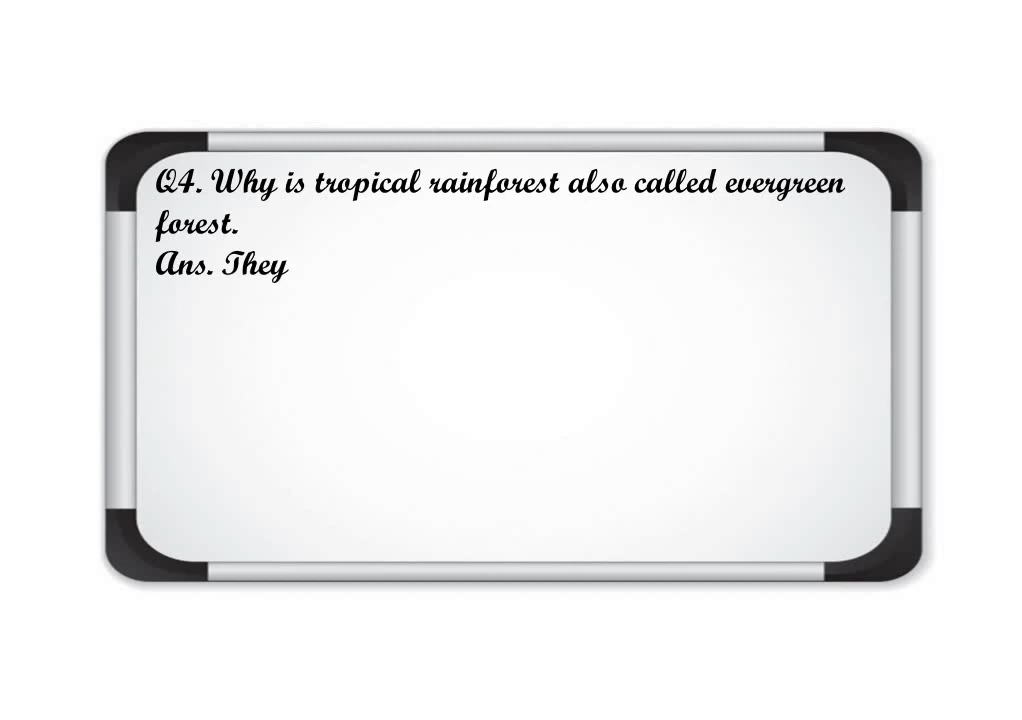 Q4. Why is tropical rainforest also called evergreen
forest.
Ans. They